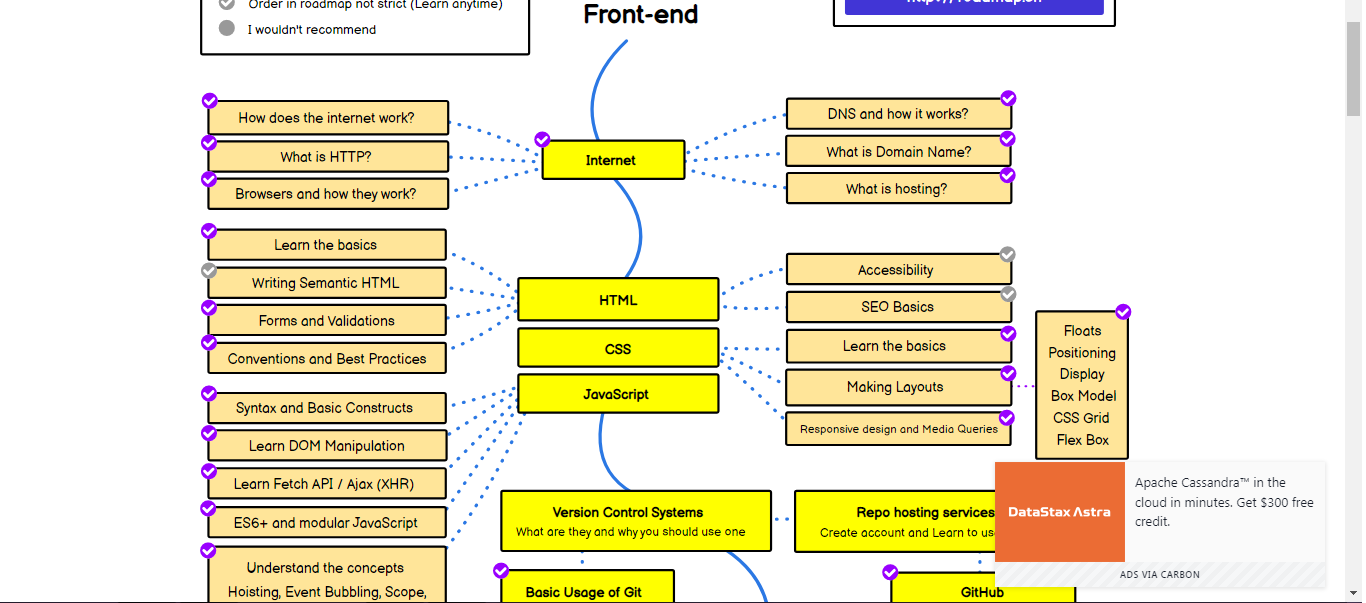 Order in roadmap not strict (Learn anytime)
I wouldn't recommend
Front-end
http://roadmap.sh
How does the internet work?
What is HTTP?
Browsers and how they work?
Internet
DNS and how it works?
What is Domain Name?
What is hosting?
Learn the basics
Writing Semantic HTML
Forms and Validations
Conventions and Best Practices
HTML
CSS
JavaScript
Accessibility
SEO Basics
Learn the basics
Making Layouts
Responsive design and Media Queries
Floats
Positioning
Display
Box Model
CSS Grid
Flex Box
Syntax and Basic Constructs
Learn DOM Manipulation
Learn Fetch API / Ajax (XHR)
ES6+ and modular JavaScript
Understand the concepts
Hoisting, Event Bubbling, Scope,
Version Control Systems
What are they and why you should use one
Repo hosting services
Create account and Learn to us
Basic Usage of Git
GitHub
DataStax Astra
Apache Cassandra™ in the
cloud in minutes. Get $300 free
credit.
ADS VIA CARBON